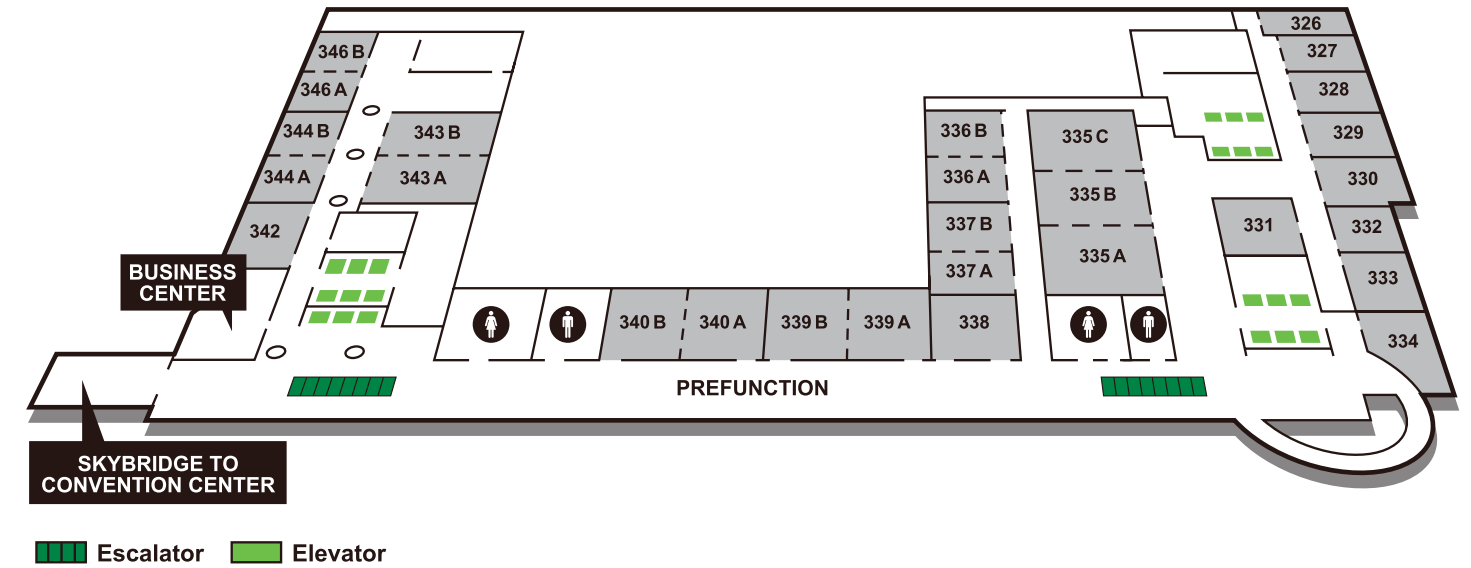 326
346 B
327
346 A
328
344 B
343 B
336 B
335 C
329
344 A
343 A
336 A
335 B
330
342
337 B
331
332
335 A
BUSINESS
CENTER
337 A
333
340 B
340 A
339 B
339 A
338
334
PREFUNCTION
SKYBRIDGE TO
CONVENTION CENTER
Escalator
Elevator